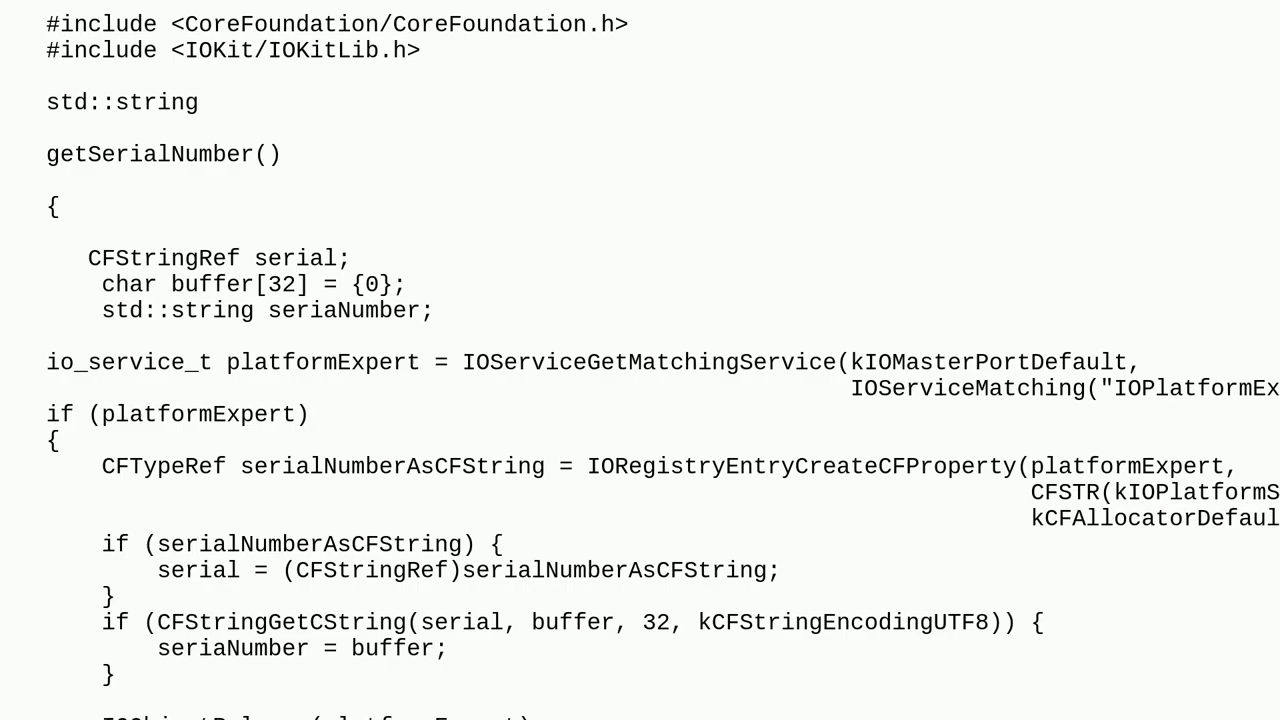 #include <CoreFoundation/CoreFoundation.h>
#include <IOKit/IOKitLib.h>
std::string
getSerialNumber()
{
CFStringRef serial;
char buffer[32] = {0};
std::string seriaNumber;
io_service_t platformExpert = IOServiceGetMatchingService(kIOMasterPortDefault,
IOServiceMatching("IOPlatformEx
if (platformExpert)
{
CFTypeRef serialNumberAsCFString = IORegistryEntryCreateCFProperty(platformExpert,
CFSTR(kIOPlatformS
kCFAllocatorDefaul
if (serialNumberAsCFString) {
serial = (CFStringRef)serialNumberAsCFString;
}
if (CFStringGetCString(serial, buffer, 32, kCFStringEncodingUTF8)) {
seriaNumber = buffer;
}